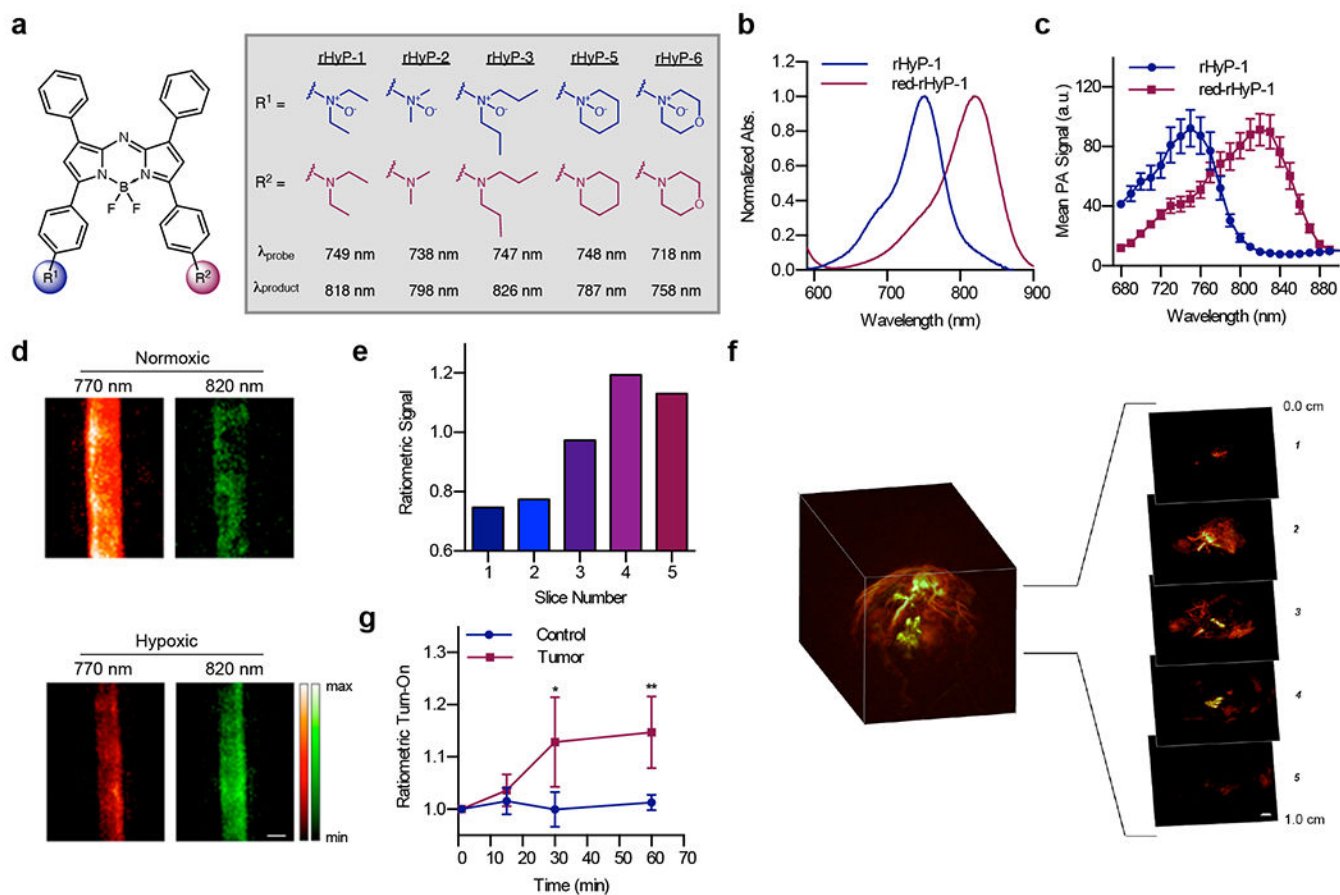 a
rHyP-1 rHyP-2 rHyP-3 rHyP-5 rHyP-6
R¹ =
N⁺ O⁻ N⁺ O⁻ N⁺ O⁻ N⁺ O⁻ N⁺ O⁻ O
R² =
N N N N N O
λprobe 749 nm 738 nm 747 nm 748 nm 718 nm
λproduct 818 nm 798 nm 826 nm 787 nm 758 nm
N
N N
B
F F
R¹ R²
b
rHyP-1
red-rHyP-1
Normalized Abs.
1.2
1.0
0.8
0.6
0.4
0.2
0.0
600 700 800 900
Wavelength (nm)
c
rHyP-1
red-rHyP-1
Mean PA Signal (a.u.)
120
80
40
0
680 720 760 800 840 880
Wavelength (nm)
d
Normoxic
770 nm 820 nm
Hypoxic
770 nm 820 nm
max
min
e
Ratiometric Signal
1.2
1.0
0.8
0.6
1 2 3 4 5
Slice Number
f
0.0 cm
1
2
3
4
5
1.0 cm
g
Control
Tumor
Ratiometric Turn-On
1.3
1.2
1.1
1.0
* **
0 10 20 30 40 50 60 70
Time (min)